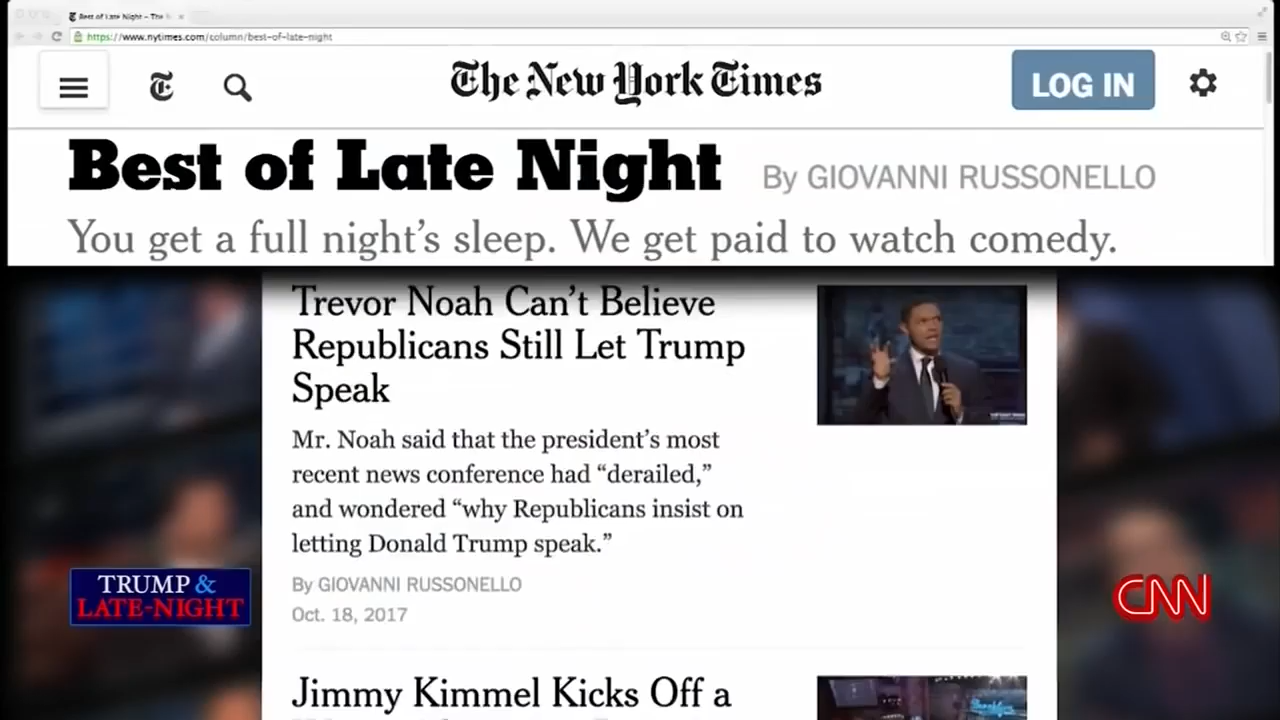 Best of Late Night – The N
https://www.nytimes.com/column/best-of-late-night
The New York Times
LOG IN
Best of Late Night By GIOVANNI RUSSONELLO
You get a full night’s sleep. We get paid to watch comedy.
Trevor Noah Can’t Believe
Republicans Still Let Trump
Speak
Mr. Noah said that the president’s most
recent news conference had “derailed,”
and wondered “why Republicans insist on
letting Donald Trump speak.”
By GIOVANNI RUSSONELLO
Oct. 18, 2017
TRUMP &
LATE-NIGHT
CNN
Jimmy Kimmel Kicks Off a
Brooklyn